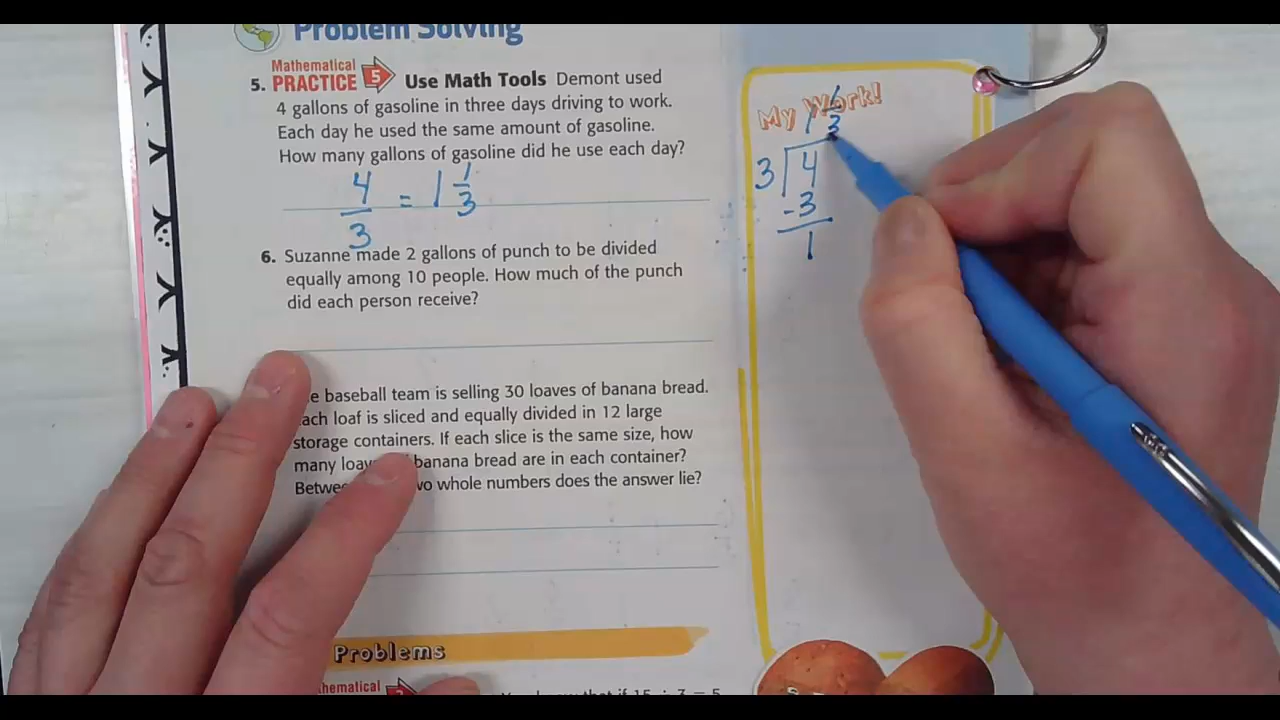 Problem Solving
Mathematical
5. PRACTICE 5 Use Math Tools Demont used
4 gallons of gasoline in three days driving to work.
Each day he used the same amount of gasoline.
How many gallons of gasoline did he use each day?
4/3 = 1 1/3
6. Suzanne made 2 gallons of punch to be divided
equally among 10 people. How much of the punch
did each person receive?
baseball team is selling 30 loaves of banana bread.
loaf is sliced and equally divided in 12 large
storage containers. If each slice is the same size, how
many banana bread are in each container?
whole numbers does the answer lie?
Problems
My Work!
1 1/3
3 4
-3
1